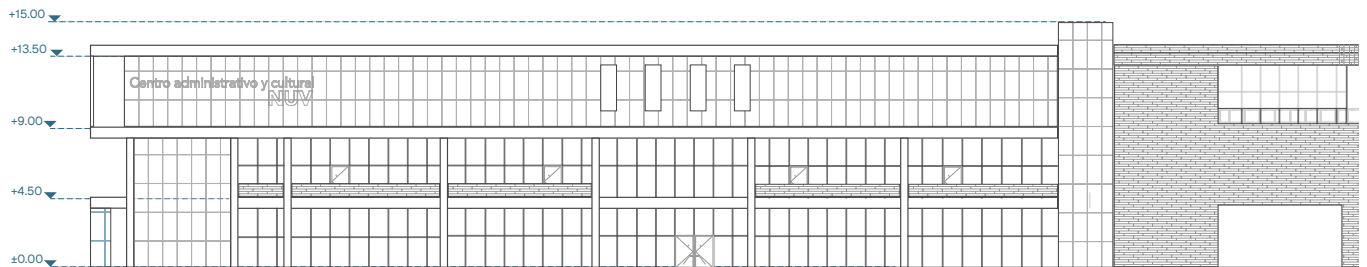 +15.00
+13.50
Centro administrativo y cultural
NUV
+9.00
+4.50
±0.00